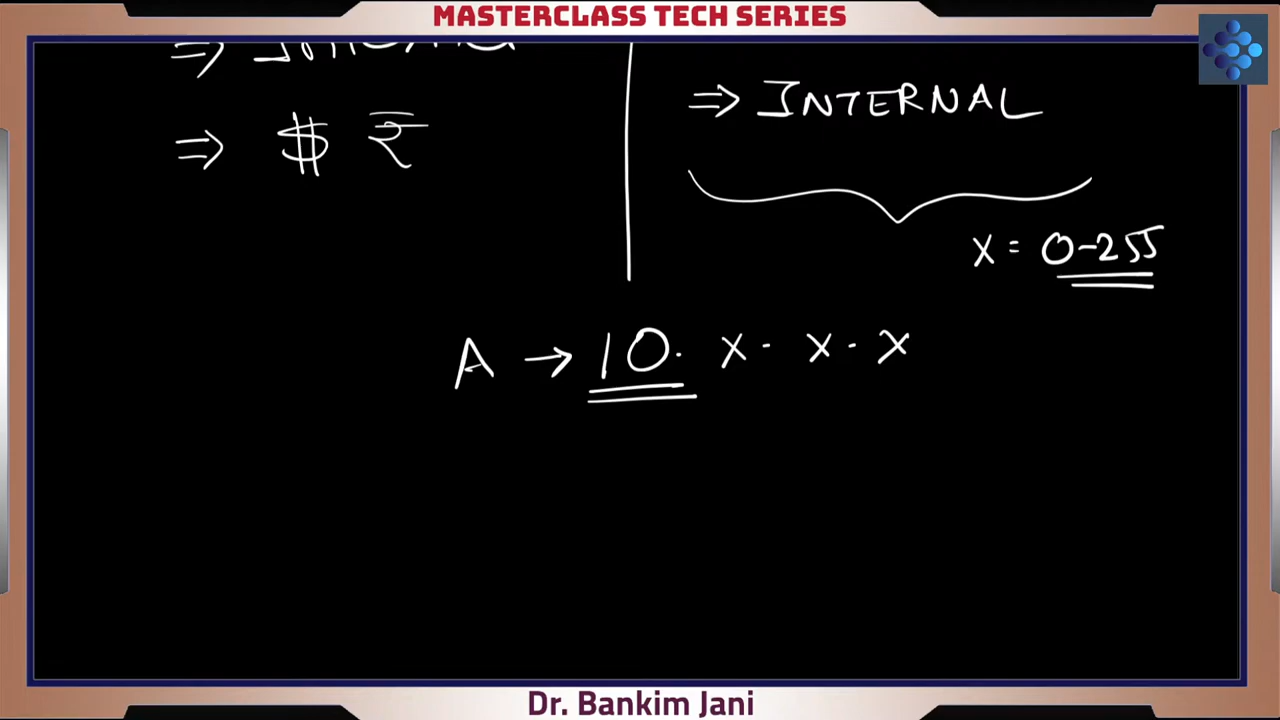 MASTERCLASS TECH SERIES
⇒ $ ₹
⇒ INTERNAL
x = 0-255
A → 10. x. x. x
Dr. Bankim Jani